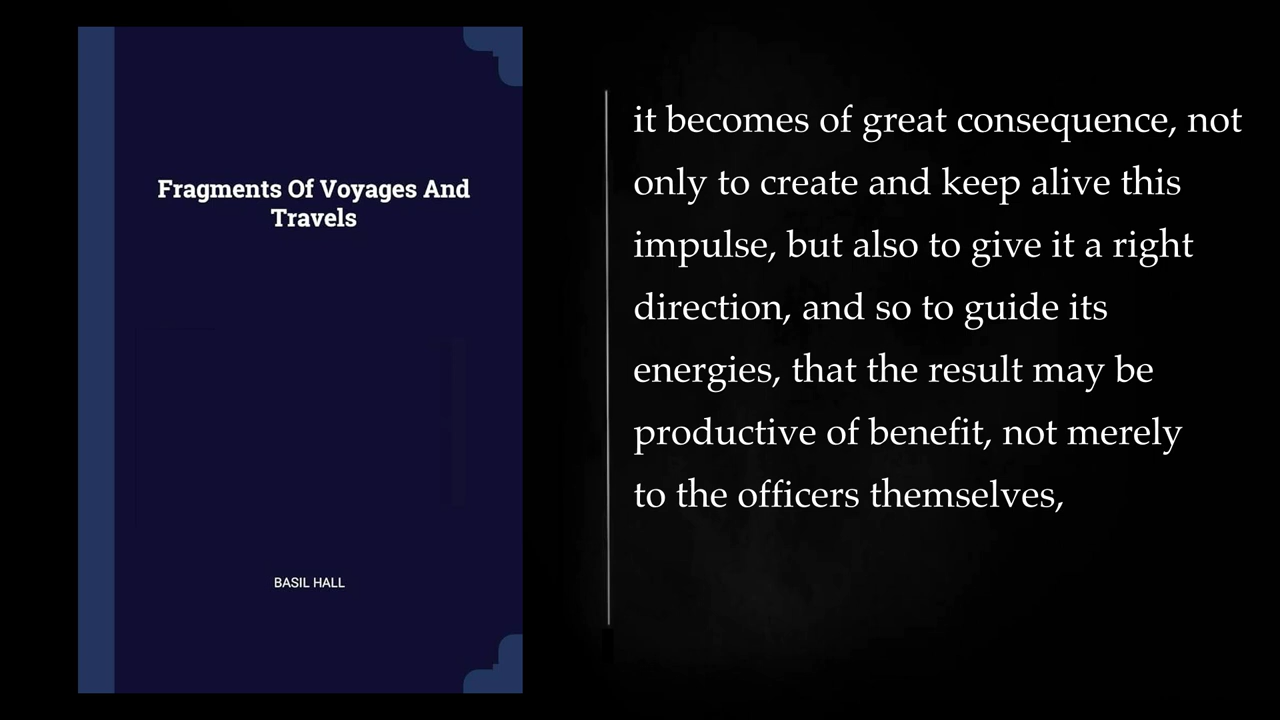 Fragments Of Voyages And
Travels
BASIL HALL
it becomes of great consequence, not
only to create and keep alive this
impulse, but also to give it a right
direction, and so to guide its
energies, that the result may be
productive of benefit, not merely
to the officers themselves,